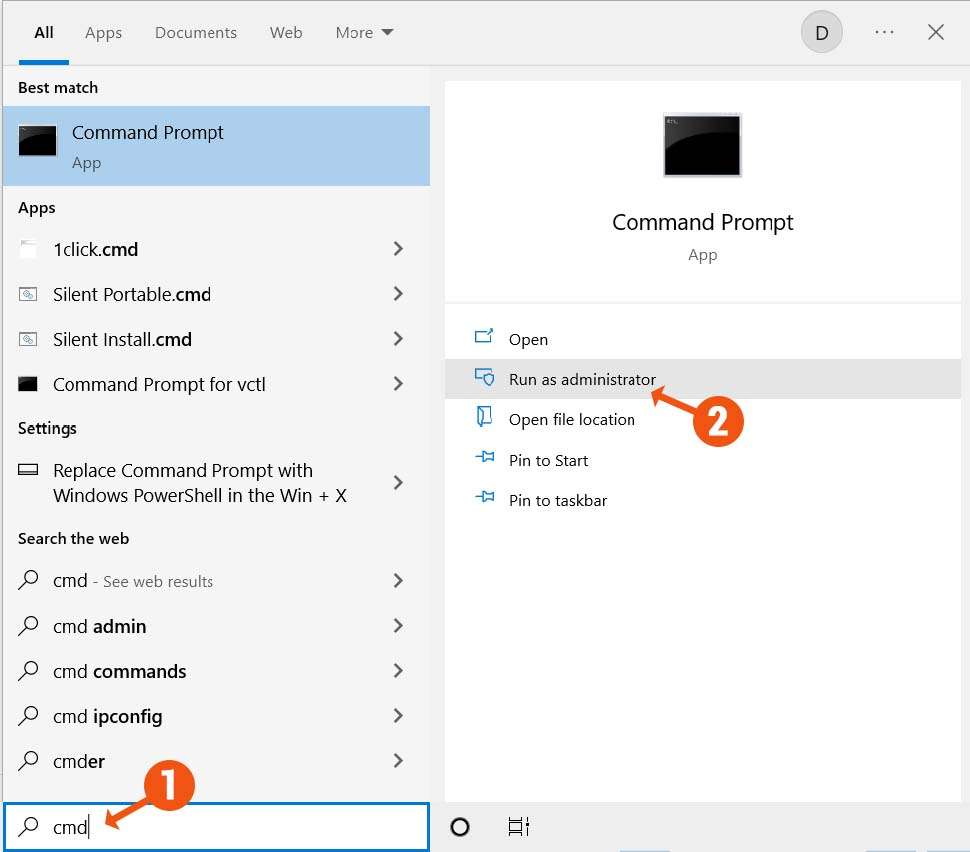 All Apps Documents Web More D ...
Best match
Command Prompt
App
Apps
1click.cmd
Silent Portable.cmd
Silent Install.cmd
Command Prompt for vctl
Settings
Replace Command Prompt with
Windows PowerShell in the Win + X
Search the web
cmd - See web results
cmd admin
cmd commands
cmd ipconfig
cmder
1
cmd
Command Prompt
App
Open
Run as administrator
2
Open file location
Pin to Start
Pin to taskbar